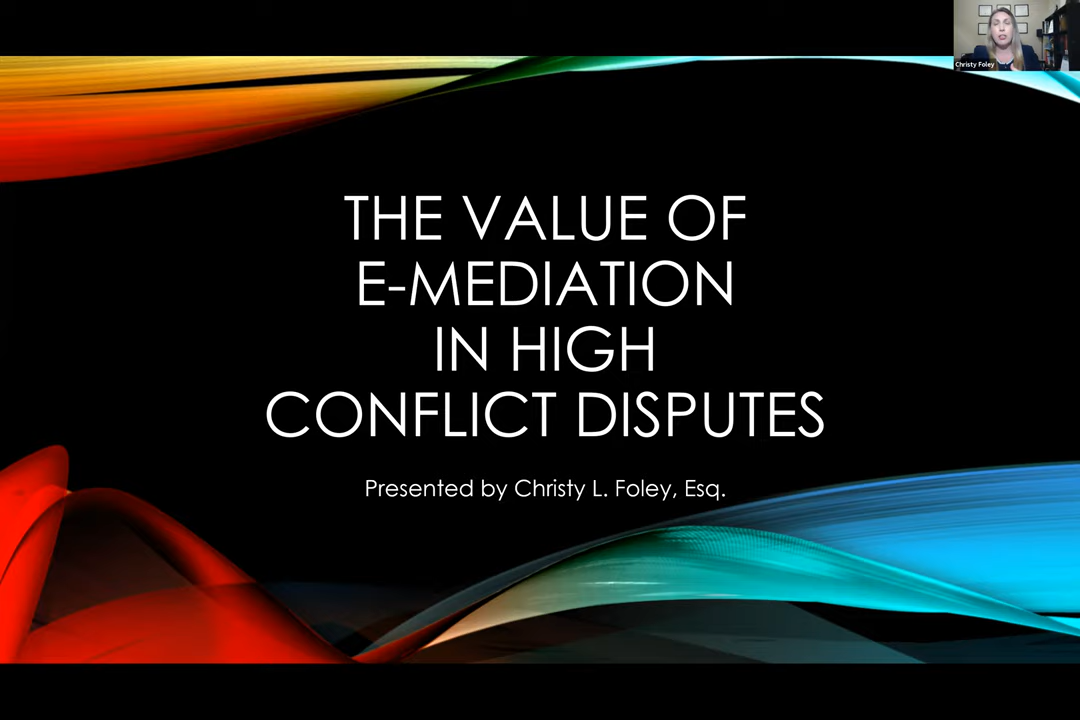 Christy Foley
THE VALUE OF
E-MEDIATION
IN HIGH
CONFLICT DISPUTES
Presented by Christy L. Foley, Esq.